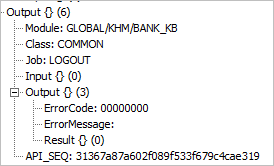 Output {} (6)
Module: GLOBAL/KHM/BANK_KB
Class: COMMON
Job: LOGOUT
Input {} (0)
Output {} (3)
ErrorCode: 00000000
ErrorMessage:
Result {} (0)
API_SEQ: 31367a87a602f089f533f679c4cae319